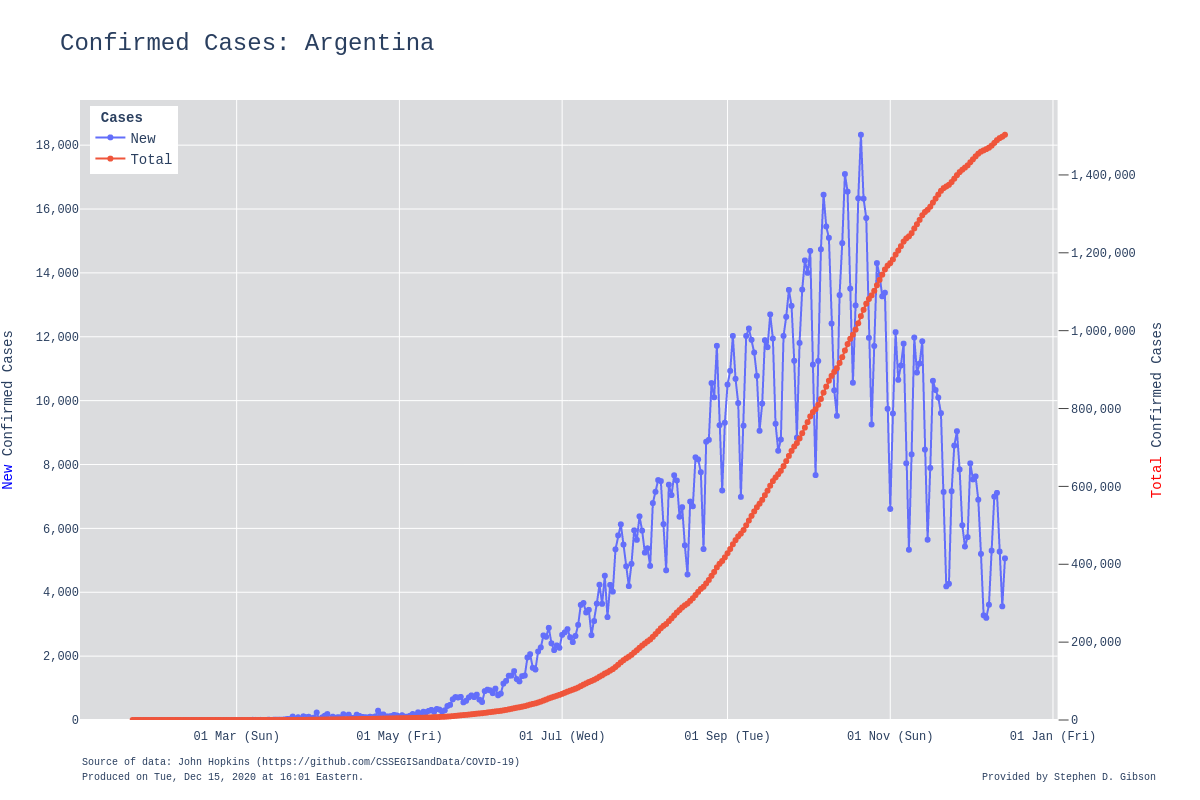 Confirmed Cases: Argentina
Cases
New
Total
18,000
16,000
14,000
12,000
10,000
8,000
6,000
4,000
2,000
0
New Confirmed Cases
1,400,000
1,200,000
1,000,000
800,000
600,000
400,000
200,000
0
Total Confirmed Cases
01 Mar (Sun)
01 May (Fri)
01 Jul (Wed)
01 Sep (Tue)
01 Nov (Sun)
01 Jan (Fri)
Source of data: John Hopkins (https://github.com/CSSEGISandData/COVID-19)
Produced on Tue, Dec 15, 2020 at 16:01 Eastern.
Provided by Stephen D. Gibson